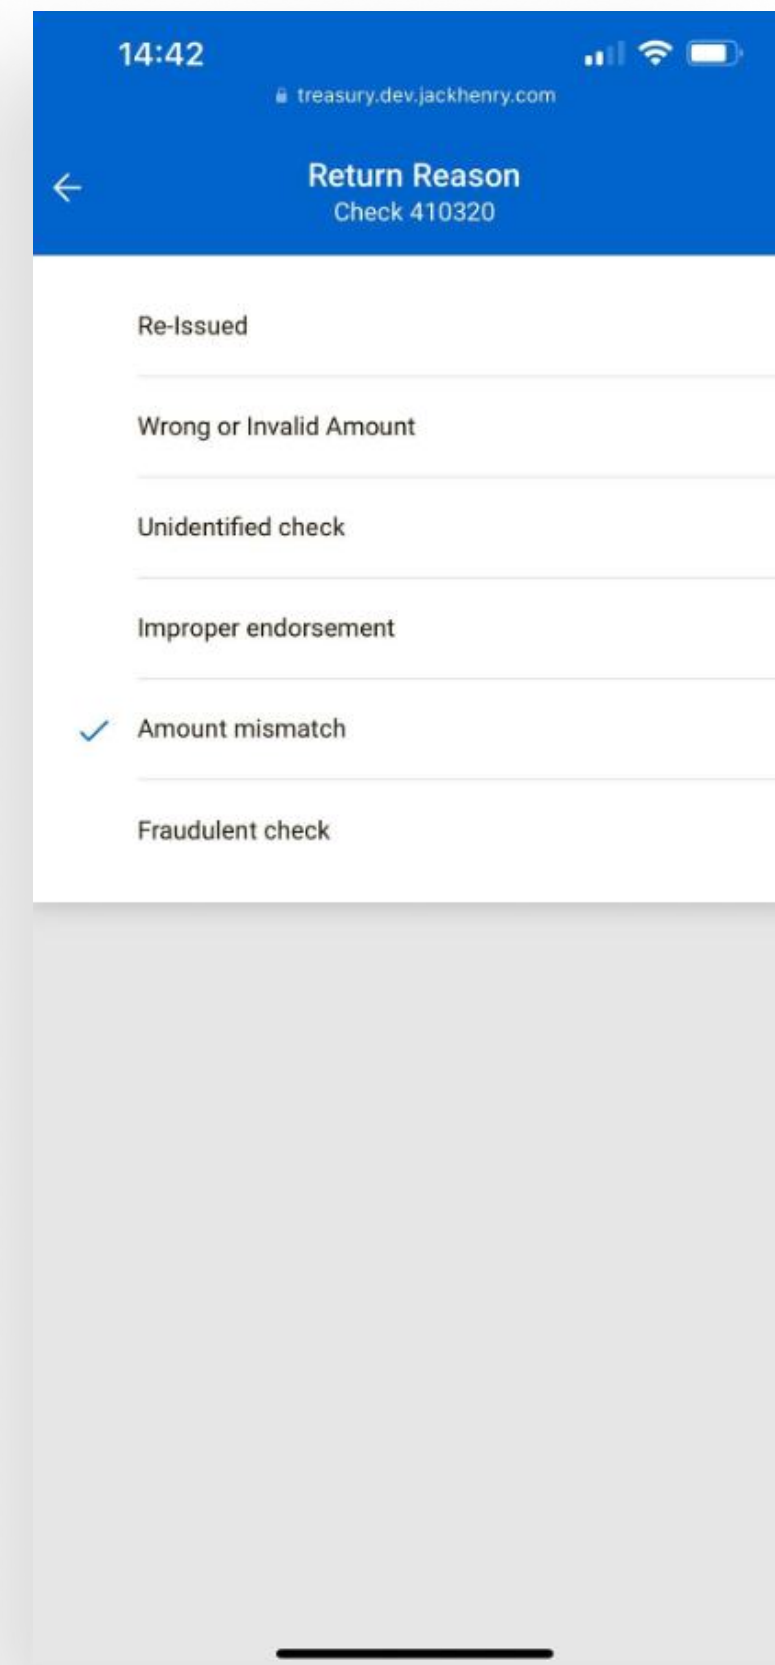 14:42
treasury.dev.jackhenry.com
Return Reason
Check 410320
Re-Issued
Wrong or Invalid Amount
Unidentified check
Improper endorsement
Amount mismatch
Fraudulent check